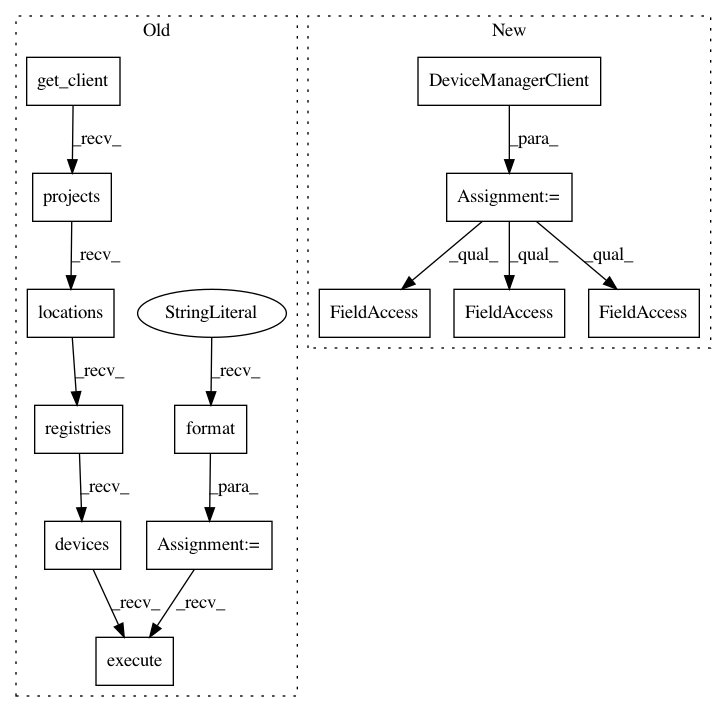 Old
New
get_client
DeviceManagerClient
_recv_
_para_
projects
Assignment:=
_recv_
_qual_
_qual_
_qual_
locations
StringLiteral
FieldAccess
FieldAccess
FieldAccess
_recv_
_recv_
registries
format
_recv_
_para_
devices
Assignment:=
_recv_
_recv_
execute